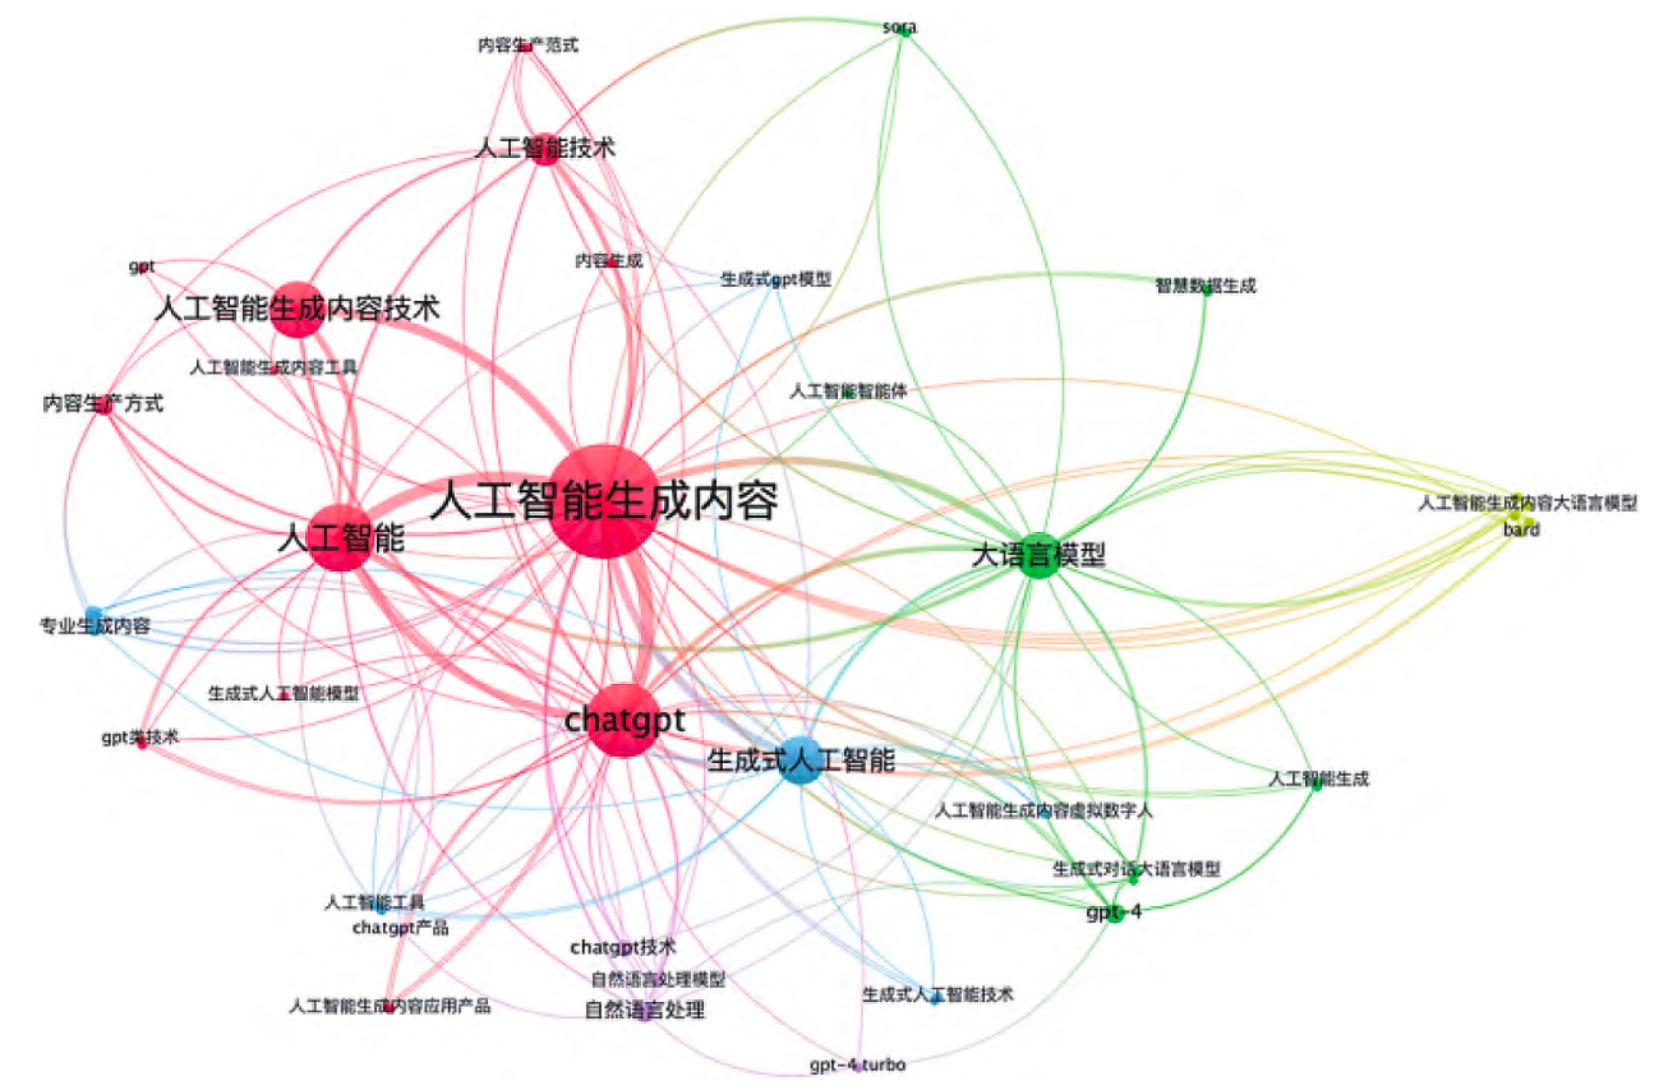 sora
内容生产范式
人工智能技术
内容生成
gpt
生成式gpt模型
智慧数据生成
人工智能生成内容技术
人工智能生成内容工具
人工智能智能体
内容生产方式
人工智能生成内容
人工智能生成内容大语言模型
bard
人工智能
大语言模型
专业生成内容
生成式人工智能模型
chatgpt
gpt类技术
生成式人工智能
人工智能生成
人工智能生成内容虚拟数字人
生成式对话大语言模型
人工智能工具
gpt-4
chatgpt产品
chatgpt技术
自然语言处理模型
生成式人工智能技术
人工智能生成内容应用产品
自然语言处理
gpt-4 turbo